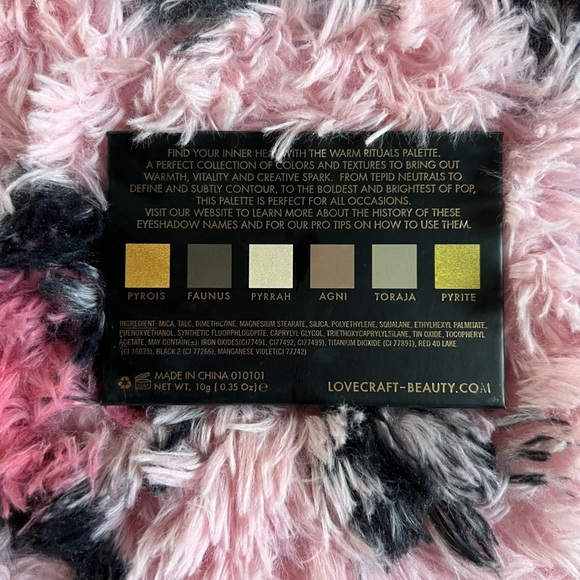 FIND YOUR INNER HEAT WITH THE WARM RITUALS PALETTE.
A PERFECT COLLECTION OF COLORS AND TEXTURES TO BRING OUT
WARMTH, VITALITY AND CREATIVE SPARK. FROM TEPID NEUTRALS TO
DEFINE AND SUBTLY CONTOUR, TO THE BOLDEST AND BRIGHTEST OF POP,
THIS PALETTE IS PERFECT FOR ALL OCCASIONS.
VISIT OUR WEBSITE TO LEARN MORE ABOUT THE HISTORY OF THESE
EYESHADOW NAMES AND FOR OUR PRO TIPS ON HOW TO USE THEM.
PYROIS FAUNUS PYRRAH AGNI TORAJA PYRITE
INGREDIENT: MICA, TALC, DIMETHICONE, MAGNESIUM STEARATE, SILICA, POLYETHYLENE, SQUALANE, ETHYLHEXYL PALMITATE,
PHENOXYETHANOL, SYNTHETIC FLUORPHLOGOPITE, CAPRYLYL GLYCOL, TRIETHOXYCAPRYLYLSILANE, TIN OXIDE, TOCOPHERYL
ACETATE. MAY CONTAIN(±): IRON OXIDES(CI77491, CI77492, CI77499), TITANIUM DIOXIDE (CI 77891), RED 40 LAKE
(CI 16035), BLACK 2 (CI 77266), MANGANESE VIOLET(CI 77742)
MADE IN CHINA 010101
NET WT. 10g ( 0.35 Oz) e
LOVECRAFT-BEAUTY.COM